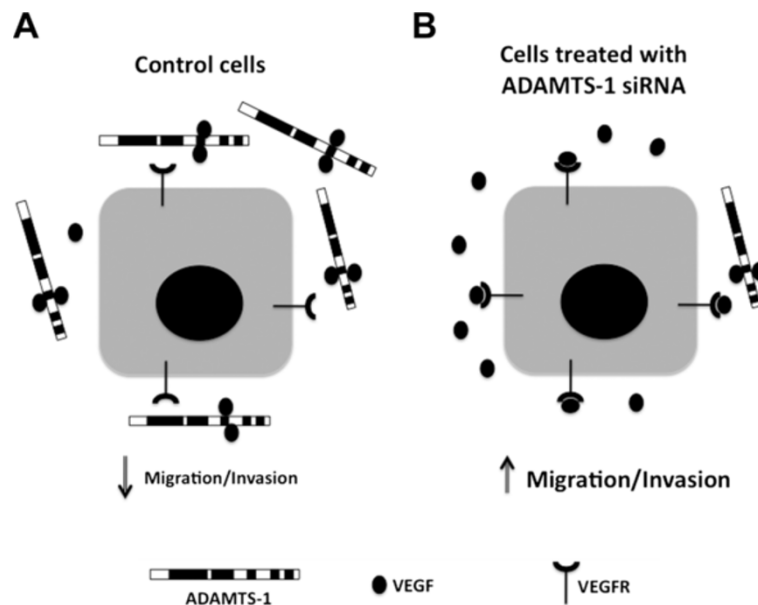 A
Control cells
Migration/Invasion
B
Cells treated with
ADAMTS-1 siRNA
Migration/Invasion
ADAMTS-1
VEGF
VEGFR